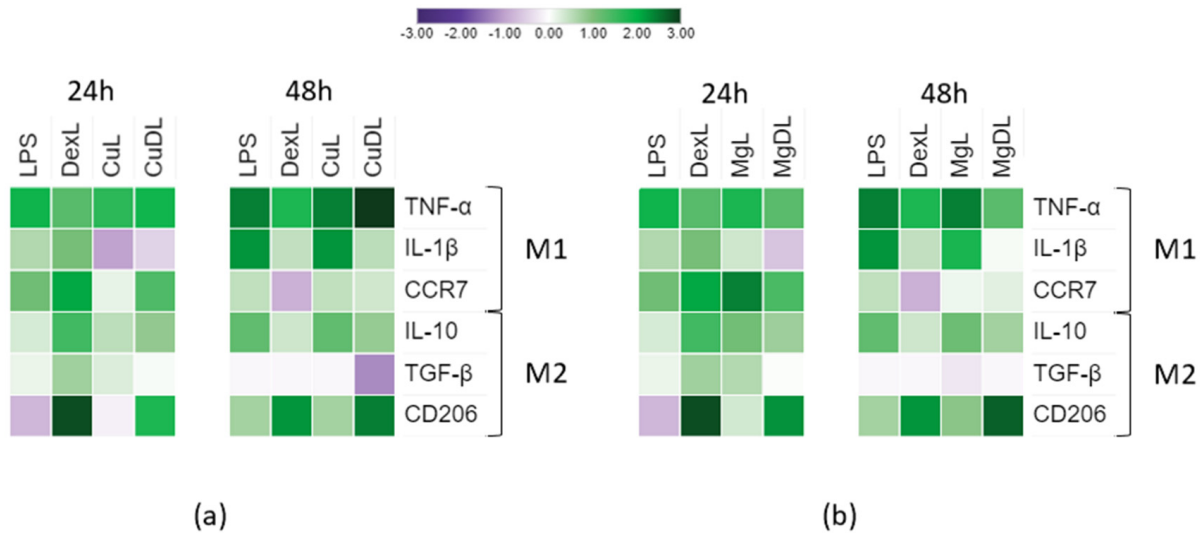 -3.00 -2.00 -1.00 0.00 1.00 2.00 3.00
24h 48h 24h 48h
LPS DexL CuL CuDL LPS DexL CuL CuDL LPS DexL MgL MgDL LPS DexL MgL MgDL
TNF-α TNF-α
IL-1β M1 IL-1β M1
CCR7 CCR7
IL-10 IL-10
TGF-β M2 TGF-β M2
CD206 CD206
(a) (b)